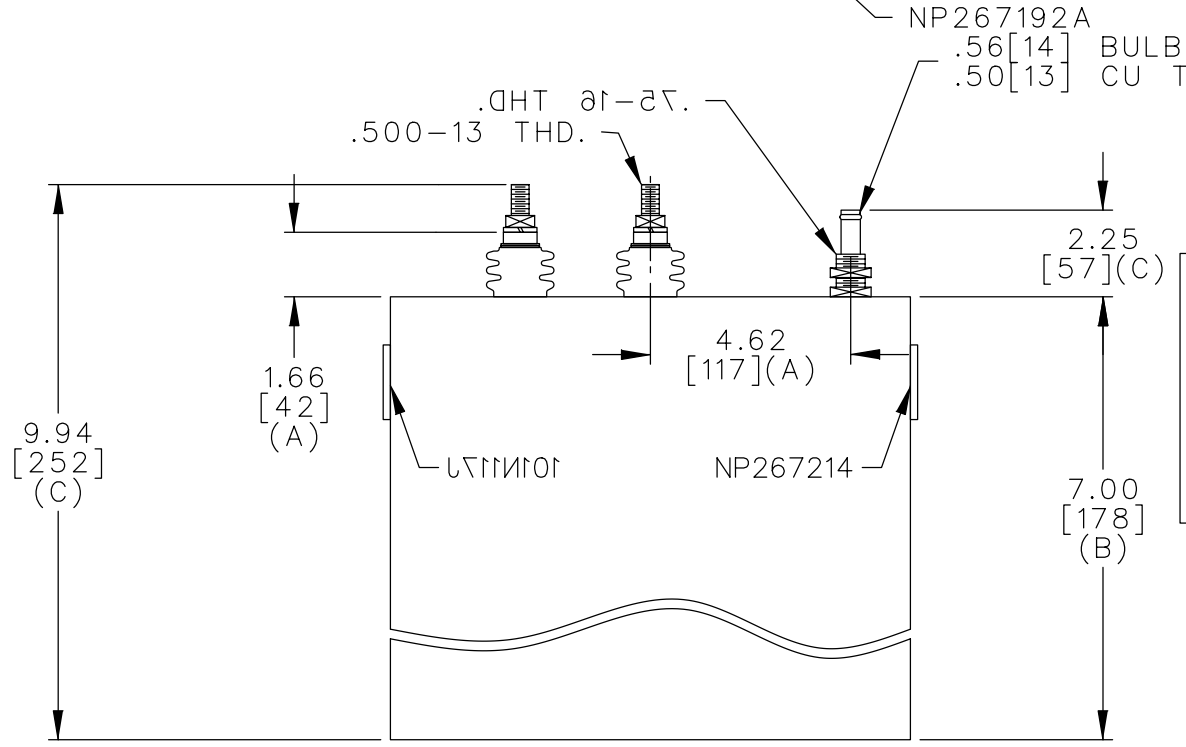 NP267192A
.56[14] BULB
.50[13] CU T
.75-16 THD.
.500-13 THD.
2.25
[57](C)
4.62
[117](A)
1.66
[42]
(A)
9.94
[252]
(C)
101N117J
NP267214
7.00
[178]
(B)